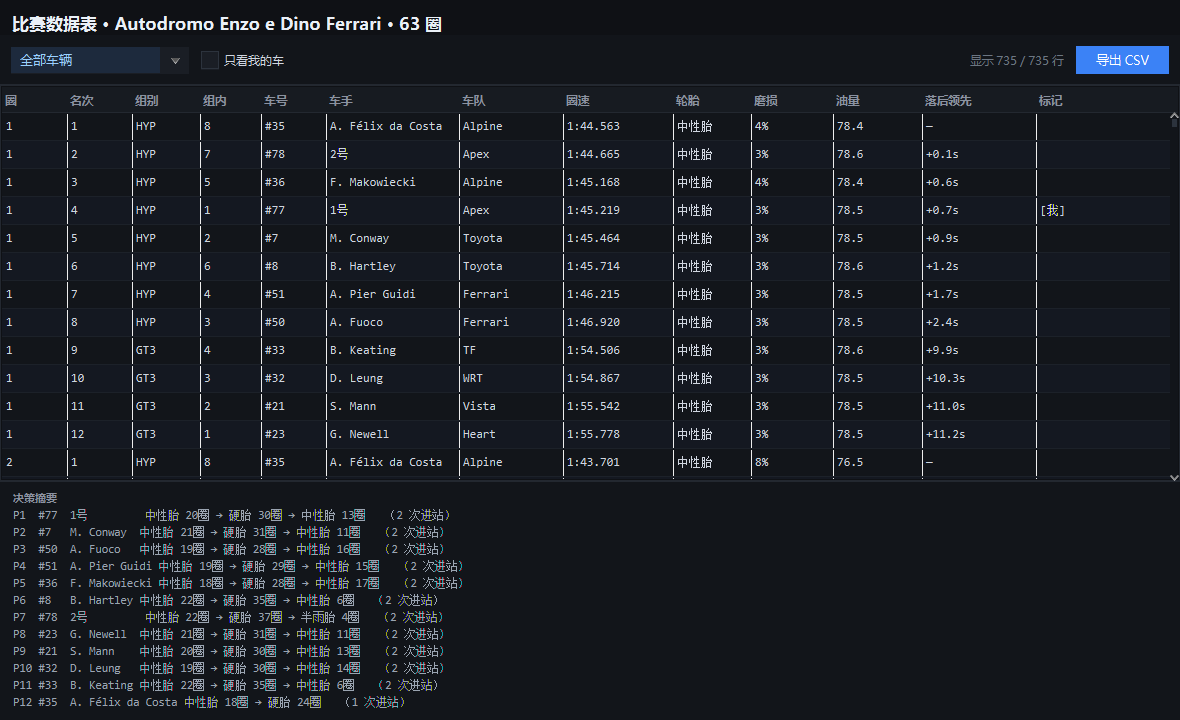 比赛数据表 • Autodromo Enzo e Dino Ferrari • 63 圈
全部车辆 只看我的车 显示 735 / 735 行 导出 CSV
圈 名次 组别 组内 车号 车手 车队 圈速 轮胎 磨损 油量 落后领先 标记
1 1 HYP 8 #35 A. Félix da Costa Alpine 1:44.563 中性胎 4% 78.4 —
1 2 HYP 7 #78 2号 Apex 1:44.665 中性胎 3% 78.6 +0.1s
1 3 HYP 5 #36 F. Makowiecki Alpine 1:45.168 中性胎 4% 78.4 +0.6s
1 4 HYP 1 #77 1号 Apex 1:45.219 中性胎 3% 78.5 +0.7s [我]
1 5 HYP 2 #7 M. Conway Toyota 1:45.464 中性胎 3% 78.5 +0.9s
1 6 HYP 6 #8 B. Hartley Toyota 1:45.714 中性胎 3% 78.6 +1.2s
1 7 HYP 4 #51 A. Pier Guidi Ferrari 1:46.215 中性胎 3% 78.5 +1.7s
1 8 HYP 3 #50 A. Fuoco Ferrari 1:46.920 中性胎 3% 78.5 +2.4s
1 9 GT3 4 #33 B. Keating TF 1:54.506 中性胎 3% 78.6 +9.9s
1 10 GT3 3 #32 D. Leung WRT 1:54.867 中性胎 3% 78.5 +10.3s
1 11 GT3 2 #21 S. Mann Vista 1:55.542 中性胎 3% 78.5 +11.0s
1 12 GT3 1 #23 G. Newell Heart 1:55.778 中性胎 3% 78.5 +11.2s
2 1 HYP 8 #35 A. Félix da Costa Alpine 1:43.701 中性胎 8% 76.5 —
决策摘要
P1 #77 1号 中性胎 20圈 → 硬胎 30圈 → 中性胎 13圈 （2 次进站）
P2 #7 M. Conway 中性胎 21圈 → 硬胎 31圈 → 中性胎 11圈 （2 次进站）
P3 #50 A. Fuoco 中性胎 19圈 → 硬胎 28圈 → 中性胎 16圈 （2 次进站）
P4 #51 A. Pier Guidi 中性胎 19圈 → 硬胎 29圈 → 中性胎 15圈 （2 次进站）
P5 #36 F. Makowiecki 中性胎 18圈 → 硬胎 28圈 → 中性胎 17圈 （2 次进站）
P6 #8 B. Hartley 中性胎 22圈 → 硬胎 35圈 → 中性胎 6圈 （2 次进站）
P7 #78 2号 中性胎 22圈 → 硬胎 37圈 → 半雨胎 4圈 （2 次进站）
P8 #23 G. Newell 中性胎 21圈 → 硬胎 31圈 → 中性胎 11圈 （2 次进站）
P9 #21 S. Mann 中性胎 20圈 → 硬胎 30圈 → 中性胎 13圈 （2 次进站）
P10 #32 D. Leung 中性胎 19圈 → 硬胎 30圈 → 中性胎 14圈 （2 次进站）
P11 #33 B. Keating 中性胎 22圈 → 硬胎 35圈 → 中性胎 6圈 （2 次进站）
P12 #35 A. Félix da Costa 中性胎 18圈 → 硬胎 24圈 （1 次进站）